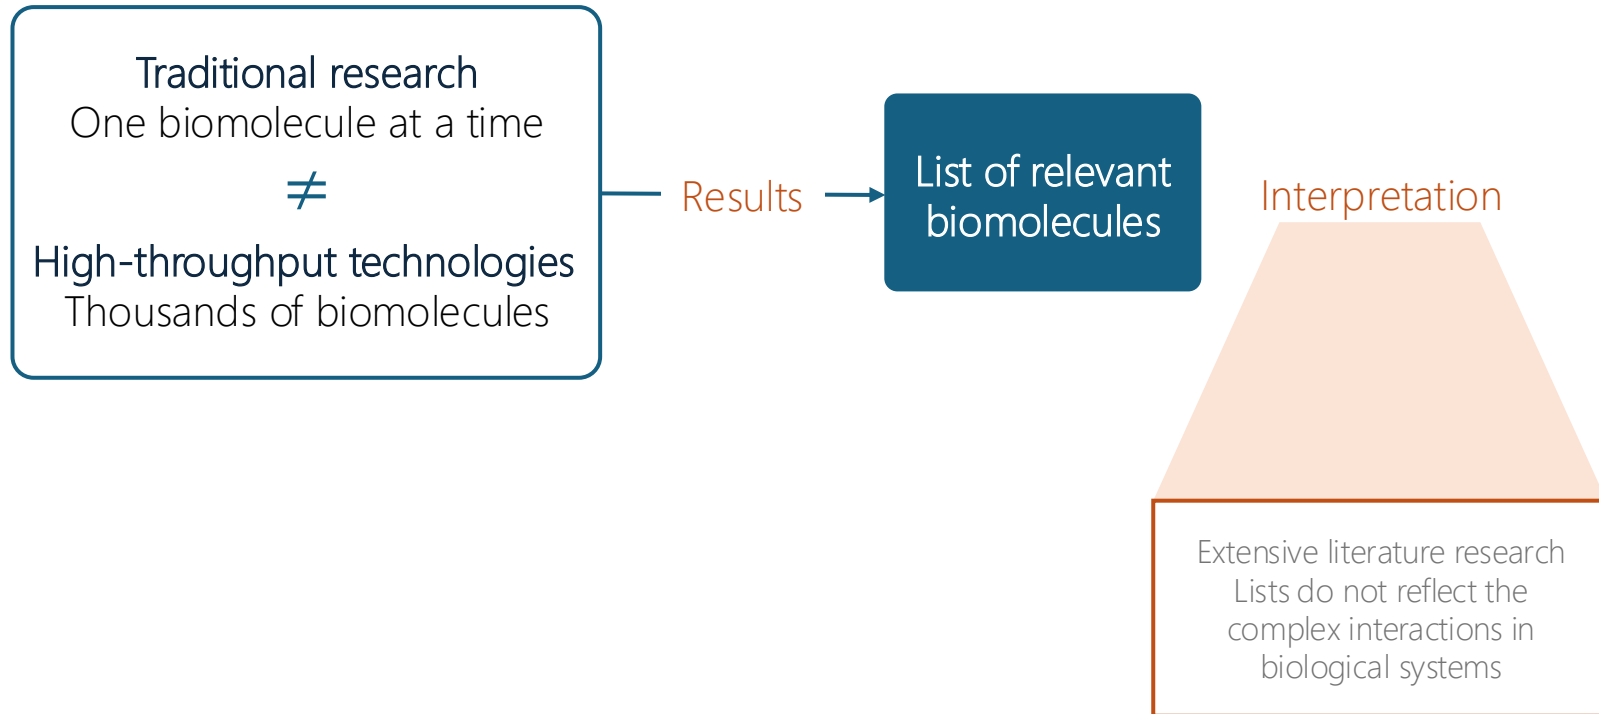 Traditional research
One biomolecule at a time
≠
High-throughput technologies
Thousands of biomolecules
Results
List of relevant
biomolecules
Interpretation
Extensive literature research
Lists do not reflect the
complex interactions in
biological systems